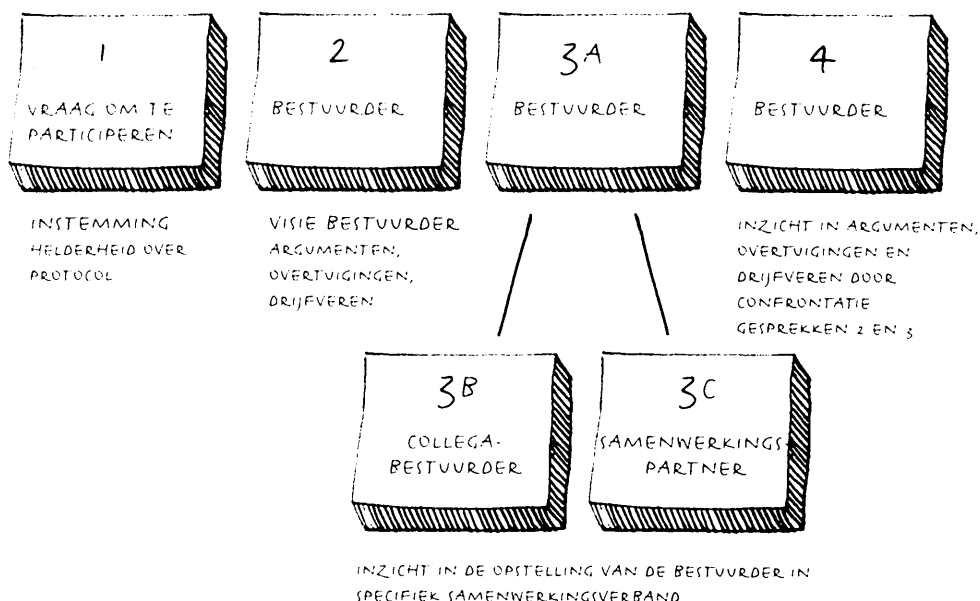 1
VRAAG OM TE
PARTICIPEREN
INSTEMMING
HELDERHEID OVER
PROTOCOL
2
BESTUURDER
VISIE BESTUURDER
ARGUMENTEN,
OVERTUIGINGEN,
DRIJFVEREN
3A
BESTUURDER
4
BESTUURDER
INZICHT IN ARGUMENTEN,
OVERTUIGINGEN EN
DRIJFVEREN DOOR
CONFRONTATIE
GESPREKKEN 2 EN 3
3B
COLLEGA-
BESTUURDER
3C
SAMENWERKINGS-
PARTNER
INZICHT IN DE OPSTELLING VAN DE BESTUURDER IN
SPECIFIEK SAMENWERKINGSVERBAND